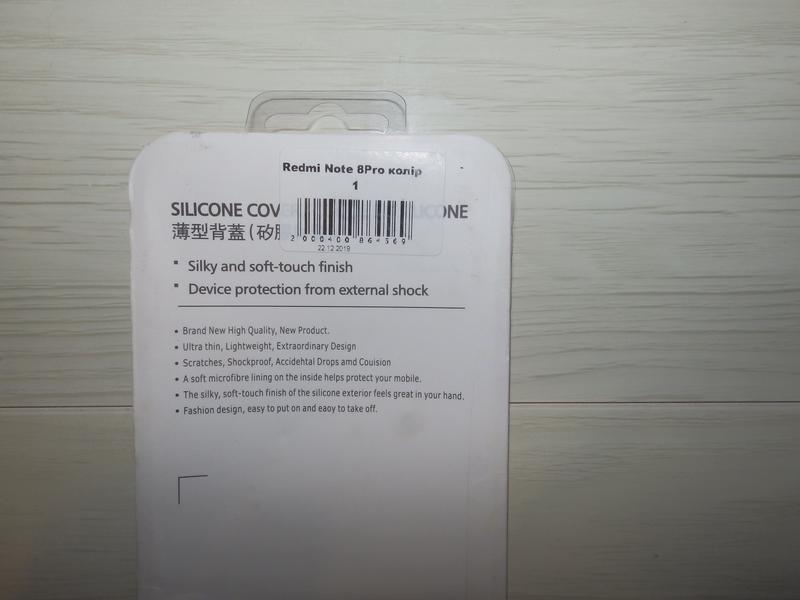 Redmi Note 8Pro колір
1
SILICONE COV
薄型背蓋(矽
2 000400 864569
22.12.2019
Silky and soft-touch finish
Device protection from external shock
Brand New High Quality, New Product.
Ultra thin, Lightweight, Extraordinary Design
Scratches, Shockproof, Accidehtal Drops amd Couision
A soft microfibre lining on the inside helps protect your mobile.
The silky, soft-touch finish of the silicone exterior feels great in your hand.
Fashion design, easy to put on and eaoy to take off.